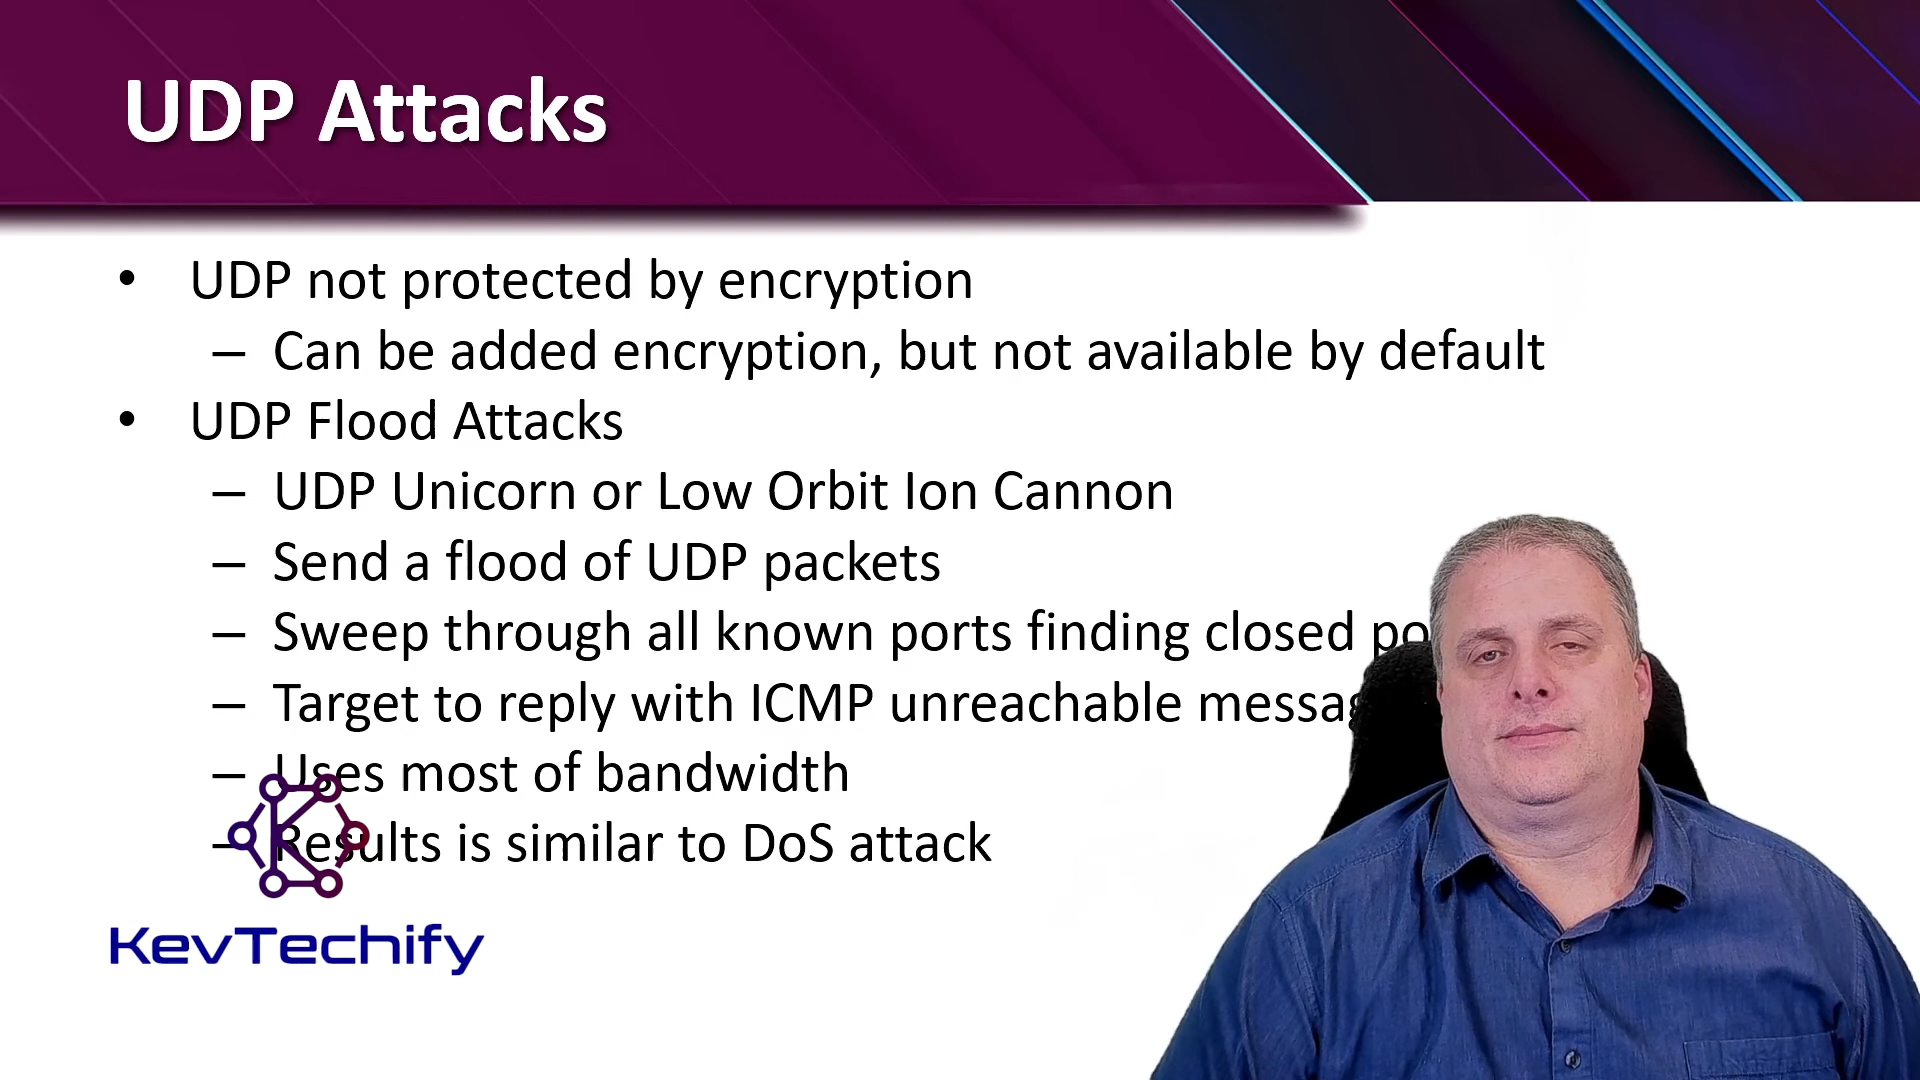 UDP Attacks
• UDP not protected by encryption
– Can be added encryption, but not available by default
• UDP Flood Attacks
– UDP Unicorn or Low Orbit Ion Cannon
– Send a flood of UDP packets
– Sweep through all known ports finding closed
– Target to reply with ICMP unreachable
– Uses most of bandwidth
– Results is similar to DoS attack
KevTechify